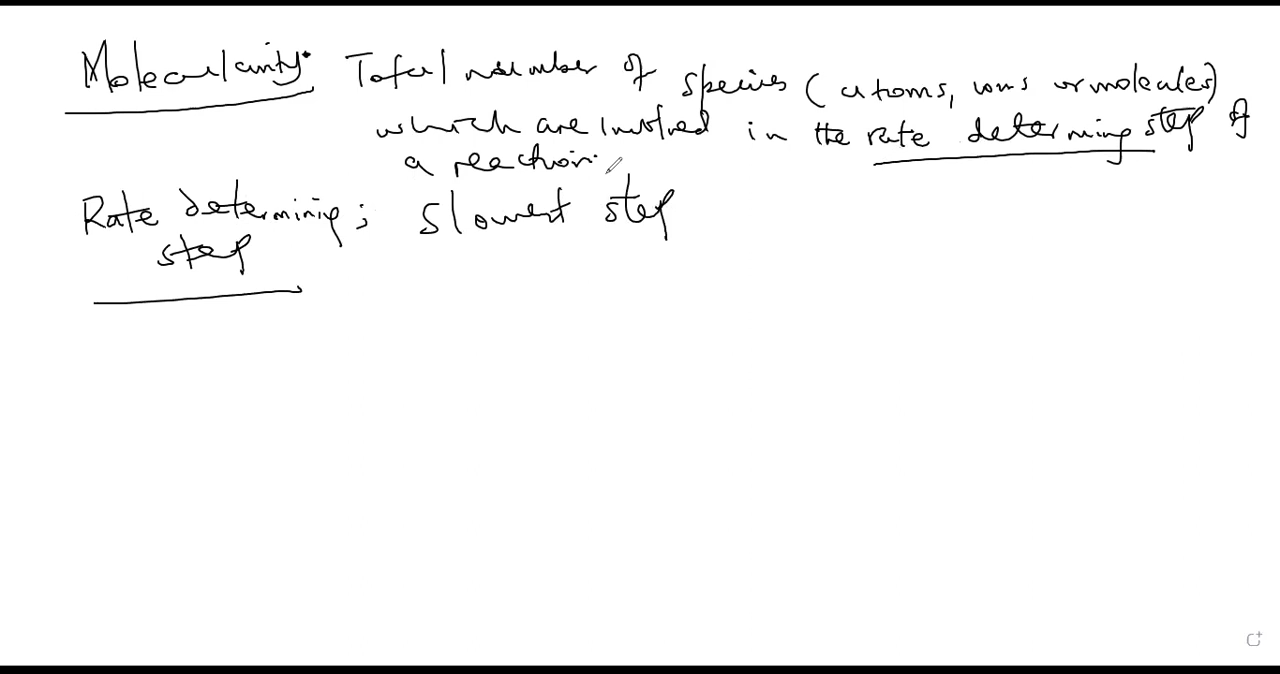 Molecularity: Total number of species (atoms, ions or molecules)
which are involved in the rate determining step of
a reaction.
Rate determining; Slowest step
step